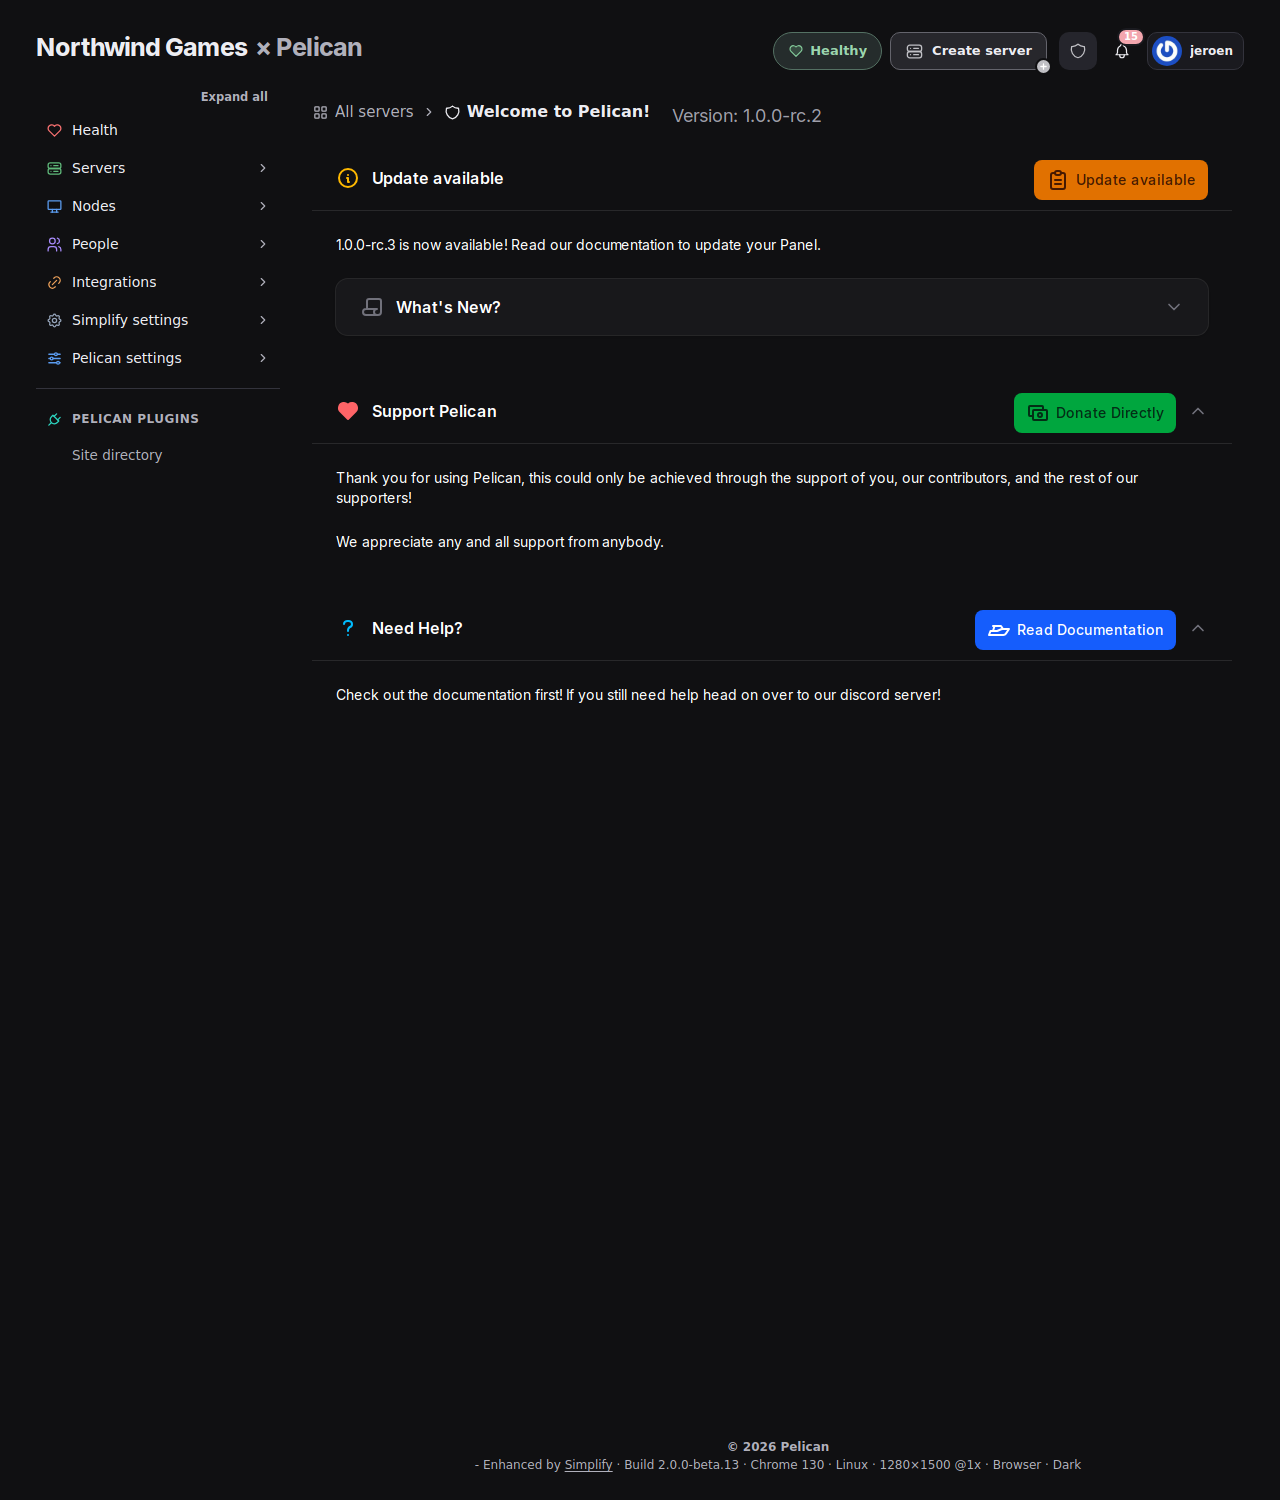 Northwind Games × Pelican
Healthy
Create server
15
jeroen
Expand all
Health
Servers
Nodes
People
Integrations
Simplify settings
Pelican settings
PELICAN PLUGINS
Site directory
All servers
Welcome to Pelican!
Version: 1.0.0-rc.2
Update available
Update available
1.0.0-rc.3 is now available! Read our documentation to update your Panel.
What's New?
Support Pelican
Donate Directly
Thank you for using Pelican, this could only be achieved through the support of you, our contributors, and the rest of our
supporters!
We appreciate any and all support from anybody.
Need Help?
Read Documentation
Check out the documentation first! If you still need help head on over to our discord server!
© 2026 Pelican
- Enhanced by Simplify · Build 2.0.0-beta.13 · Chrome 130 · Linux · 1280×1500 @1x · Browser · Dark